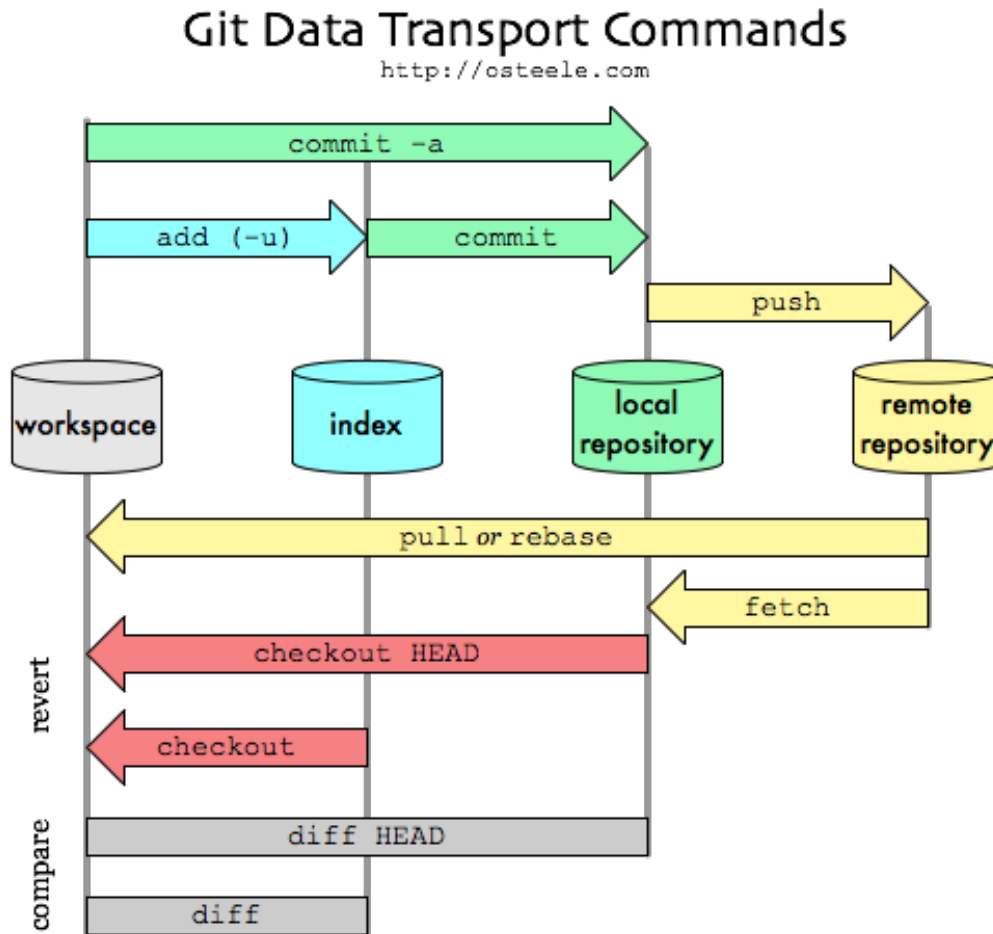 Git Data Transport Commands
http://osteele.com
commit -a
add (-u)
commit
push
workspace
index
local
repository
remote
repository
pull or rebase
fetch
revert
checkout HEAD
checkout
compare
diff HEAD
diff